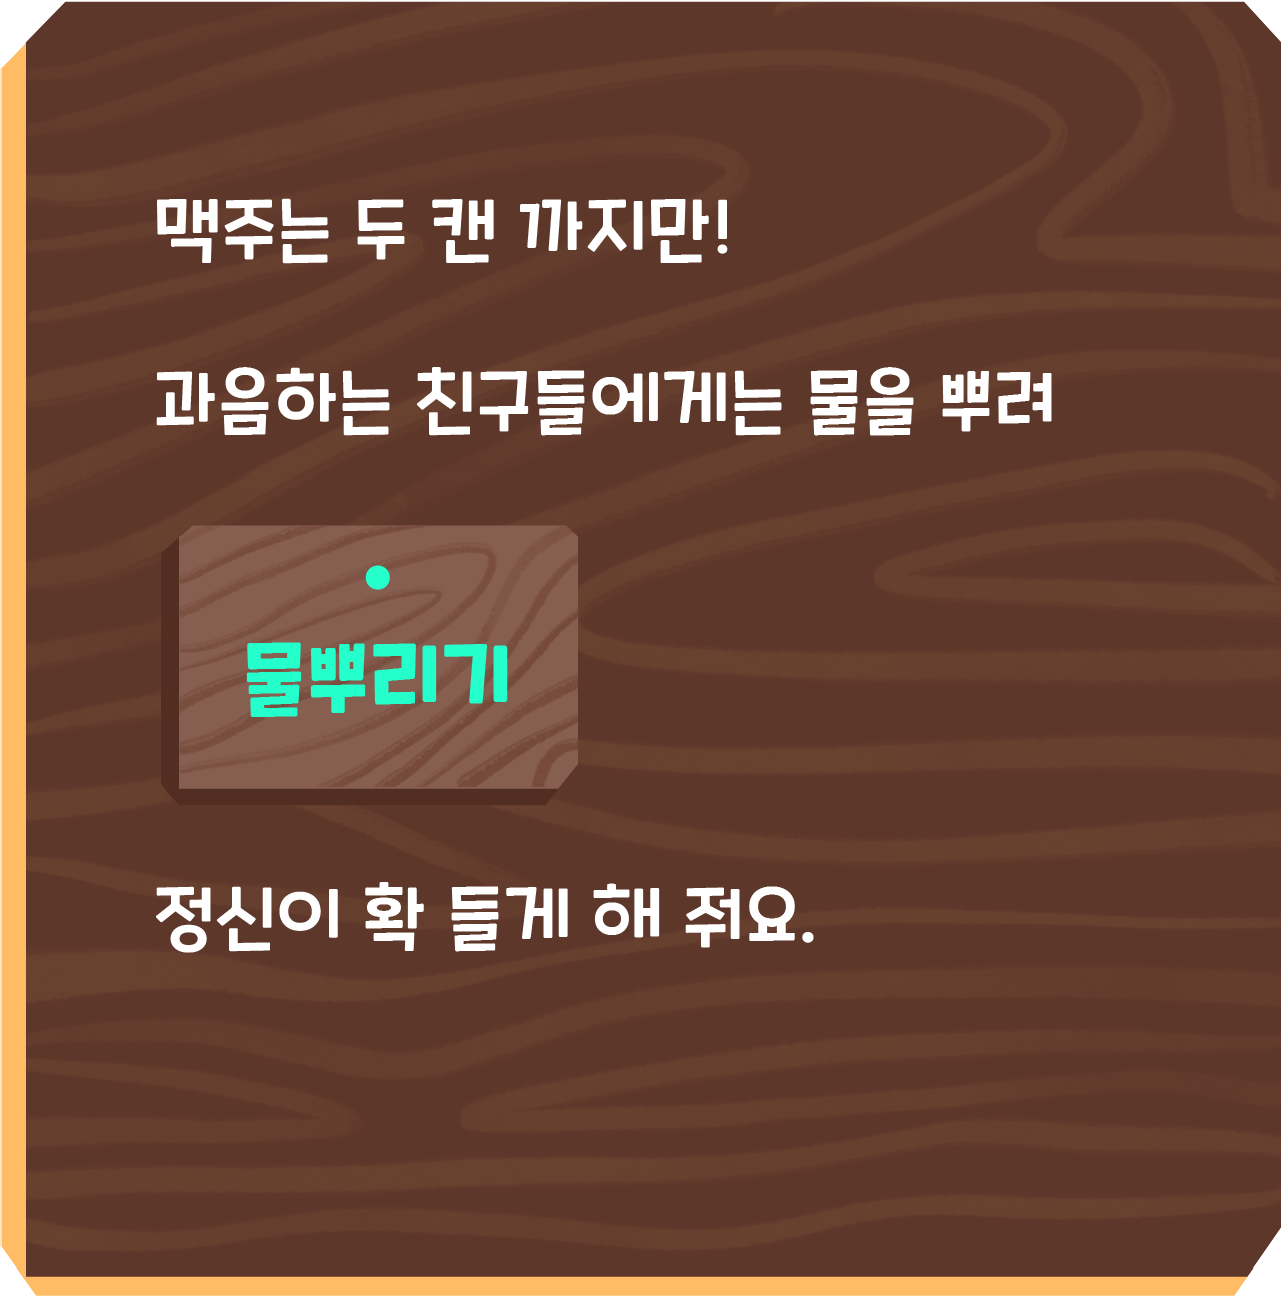 맥주는 두 캔 까지만!
과음하는 친구들에게는 물을 뿌려
물뿌리기
정신이 확 들게 해 줘요.